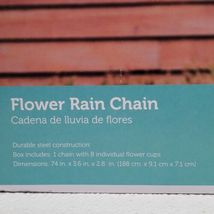 Flower Rain Chain
Cadena de lluvia de flores
Durable steel construction
Box includes: 1 chain with 8 individual flower cups
Dimensions: 74 in. x 3.6 in. x 2.8 in. (188 cm x 9.1 cm x 7.1 cm)